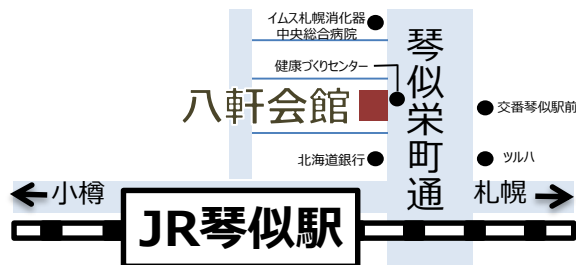 イムス札幌消化器
中央総合病院
健康づくりセンター
八軒会館
琴似栄町通
交番琴似駅前
北海道銀行
ツルハ
小樽
札幌
JR琴似駅